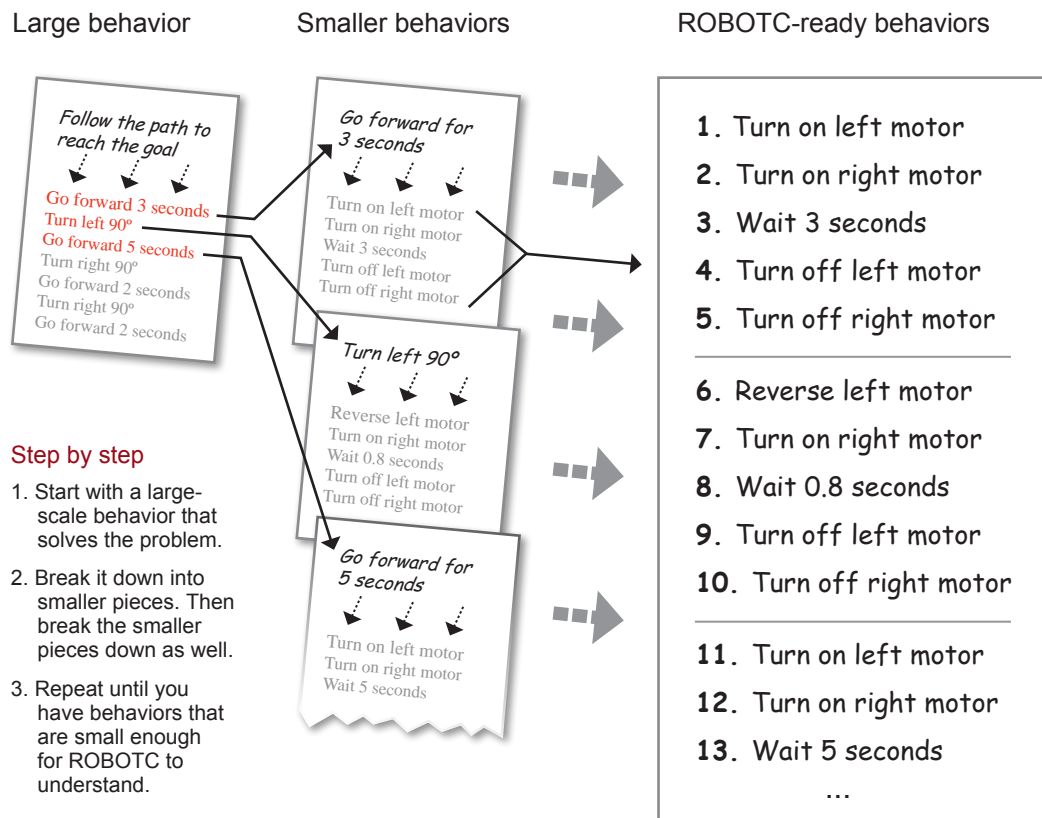 Large behavior
Follow the path to
reach the goal
Go forward 3 seconds
Turn left 90º
Go forward 5 seconds
Turn right 90º
Go forward 2 seconds
Turn right 90º
Go forward 2 seconds
Step by step
1. Start with a large-
scale behavior that
solves the problem.
2. Break it down into
smaller pieces. Then
break the smaller
pieces down as well.
3. Repeat until you
have behaviors that
are small enough
for ROBOTC to
understand.
Smaller behaviors
Go forward for
3 seconds
Turn on left motor
Turn on right motor
Wait 3 seconds
Turn off left motor
Turn off right motor
Turn left 90º
Reverse left motor
Turn on right motor
Wait 0.8 seconds
Turn off left motor
Turn off right motor
Go forward for
5 seconds
Turn on left motor
Turn on right motor
Wait 5 seconds
ROBOTC-ready behaviors
1. Turn on left motor
2. Turn on right motor
3. Wait 3 seconds
4. Turn off left motor
5. Turn off right motor
6. Reverse left motor
7. Turn on right motor
8. Wait 0.8 seconds
9. Turn off left motor
10. Turn off right motor
11. Turn on left motor
12. Turn on right motor
13. Wait 5 seconds
...